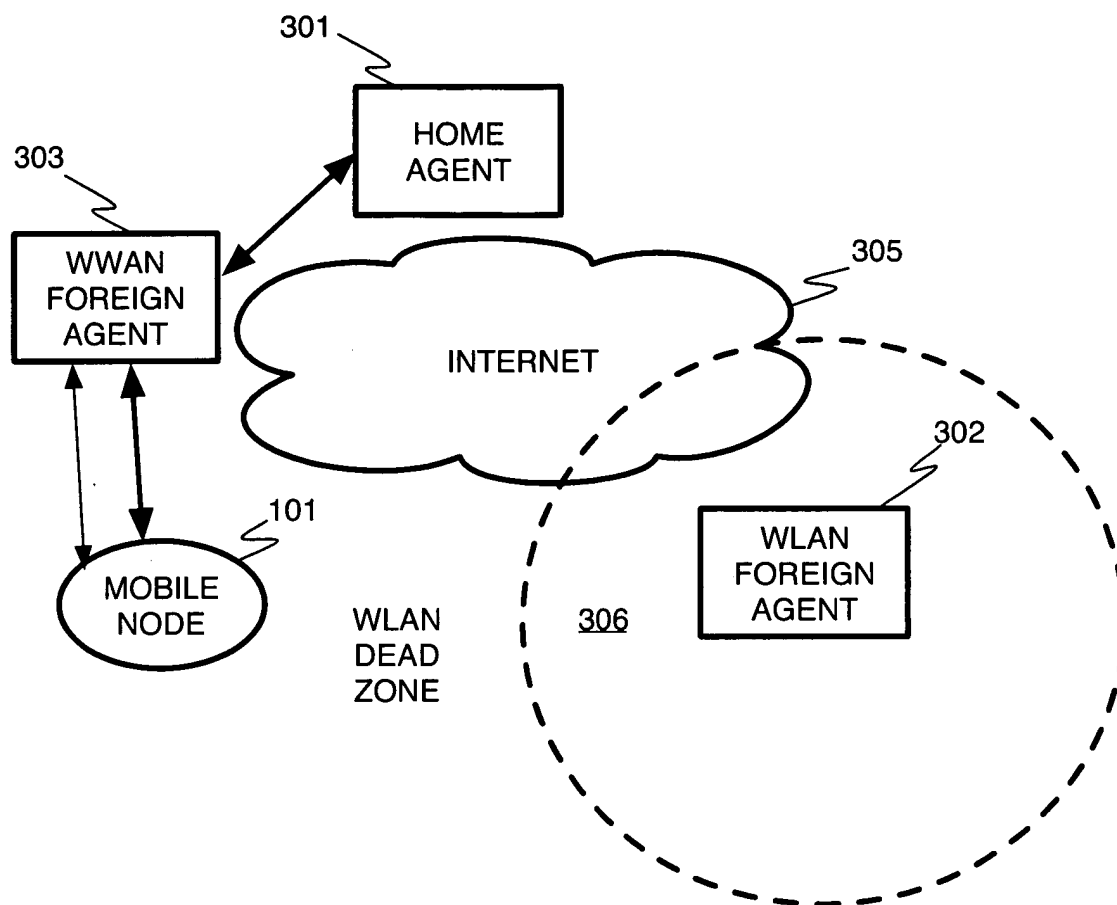 301
HOME
AGENT
303
WWAN
FOREIGN
AGENT
305
INTERNET
302
WLAN
FOREIGN
AGENT
101
MOBILE
NODE
306
WLAN
DEAD
ZONE